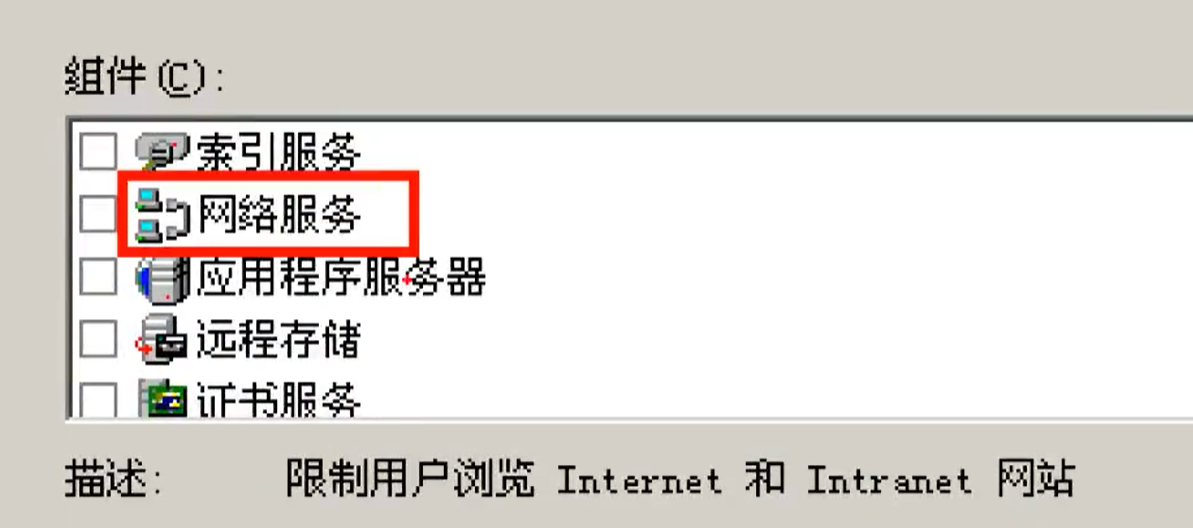 组件(C):
索引服务
网络服务
应用程序服务器
远程存储
证书服务
描述: 限制用户浏览 Internet 和 Intranet 网站